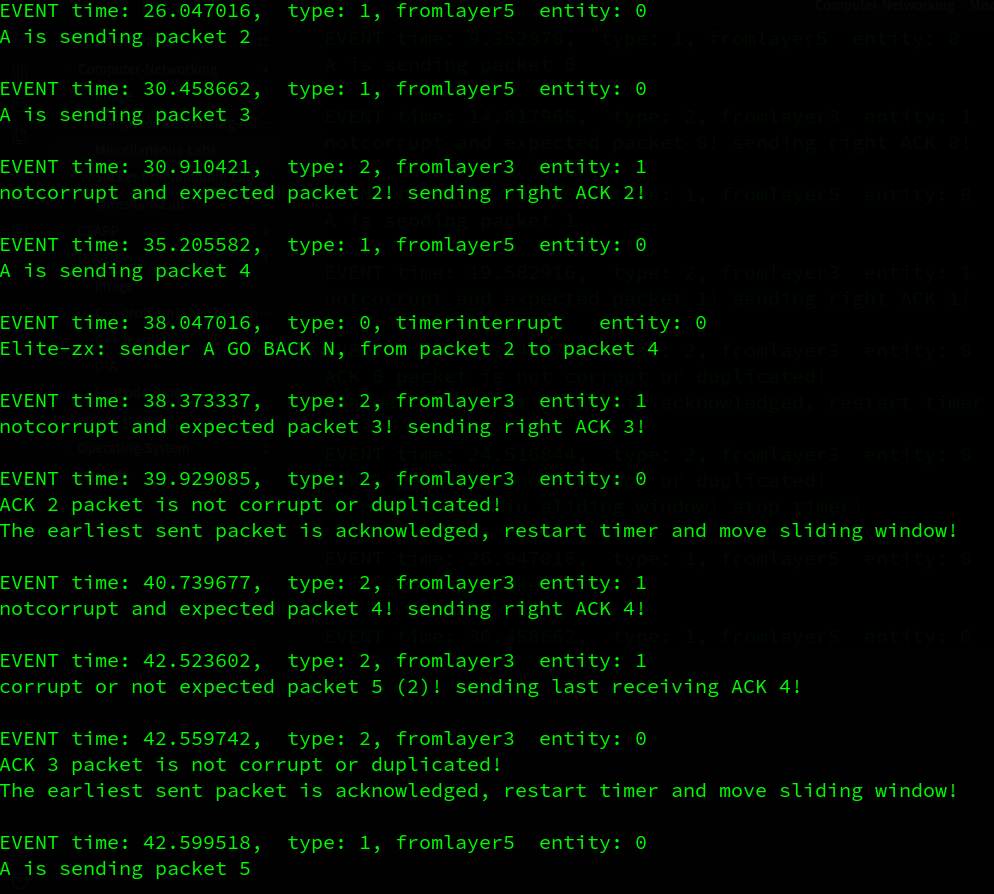 EVENT time: 26.047016,  type: 1, fromlayer5  entity: 0
A is sending packet 2
EVENT time: 30.458662,  type: 1, fromlayer5  entity: 0
A is sending packet 3
EVENT time: 30.910421,  type: 2, fromlayer3  entity: 1
notcorrupt and expected packet 2! sending right ACK 2!
EVENT time: 35.205582,  type: 1, fromlayer5  entity: 0
A is sending packet 4
EVENT time: 38.047016,  type: 0, timerinterrupt   entity: 0
Elite-zx: sender A GO BACK N, from packet 2 to packet 4
EVENT time: 38.373337,  type: 2, fromlayer3  entity: 1
notcorrupt and expected packet 3! sending right ACK 3!
EVENT time: 39.929085,  type: 2, fromlayer3  entity: 0
ACK 2 packet is not corrupt or duplicated!
The earliest sent packet is acknowledged, restart timer and move sliding window!
EVENT time: 40.739677,  type: 2, fromlayer3  entity: 1
notcorrupt and expected packet 4! sending right ACK 4!
EVENT time: 42.523602,  type: 2, fromlayer3  entity: 1
corrupt or not expected packet 5 (2)! sending last receiving ACK 4!
EVENT time: 42.559742,  type: 2, fromlayer3  entity: 0
ACK 3 packet is not corrupt or duplicated!
The earliest sent packet is acknowledged, restart timer and move sliding window!
EVENT time: 42.599518,  type: 1, fromlayer5  entity: 0
A is sending packet 5